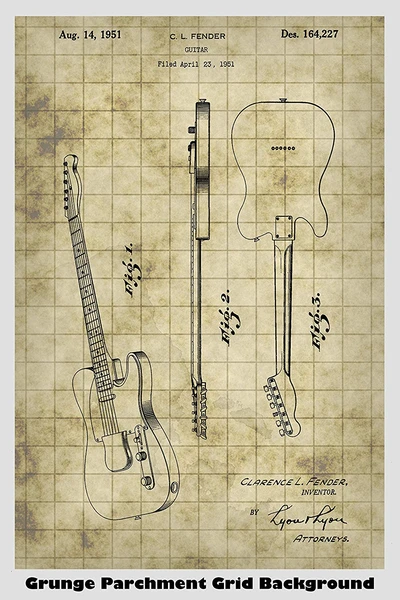 Aug. 14, 1951
C. L. FENDER
Des. 164,227
GUITAR
Filed April 23, 1951
Fig. 1.
Fig. 2.
Fig. 3.
CLARENCE L. FENDER,
INVENTOR.
BY Lyon & Lyon
ATTORNEYS.
Grunge Parchment Grid Background